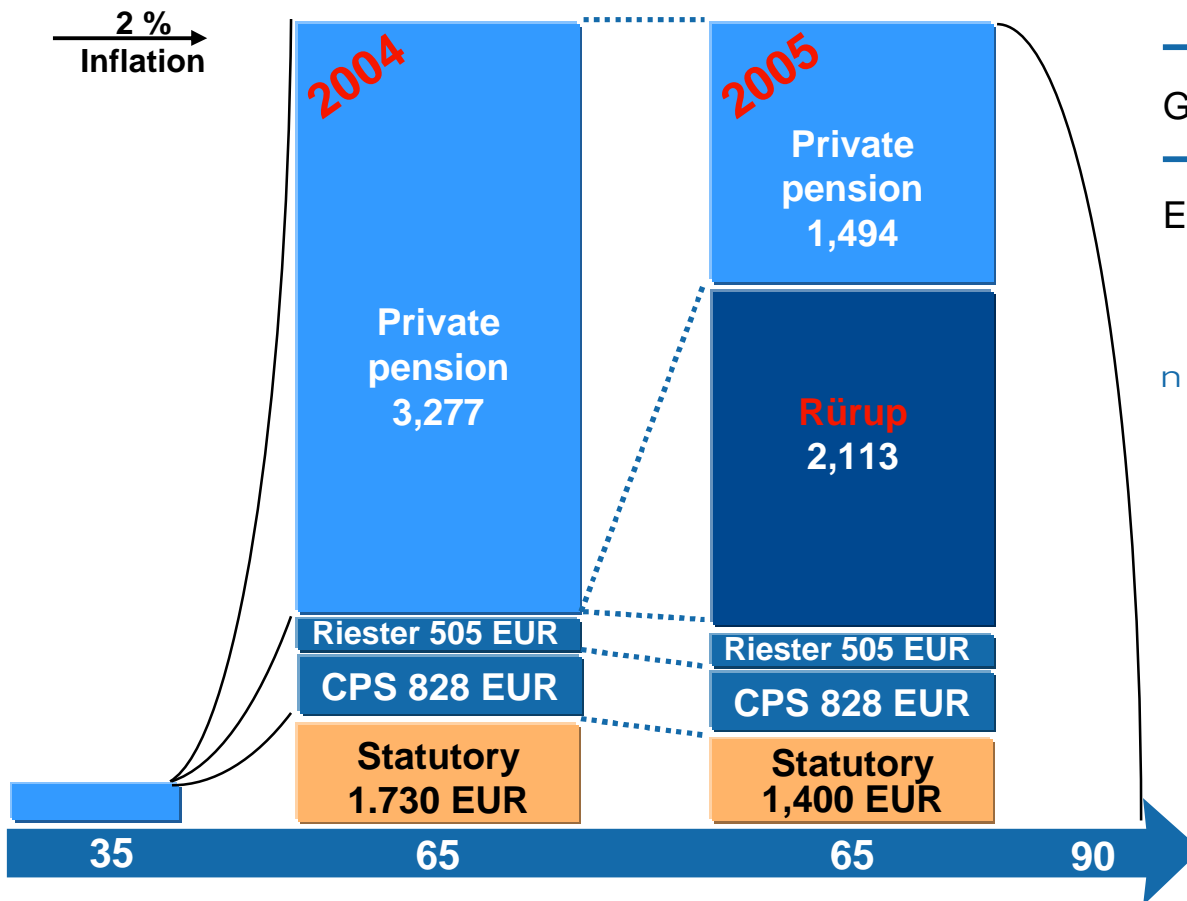 2 %
Inflation
2004
Private
pension
3,277
Riester 505 EUR
CPS 828 EUR
Statutory
1.730 EUR
2005
Private
pension
1,494
Rürup
2,113
Riester 505 EUR
CPS 828 EUR
Statutory
1,400 EUR
G
E
n
35
65
65
90